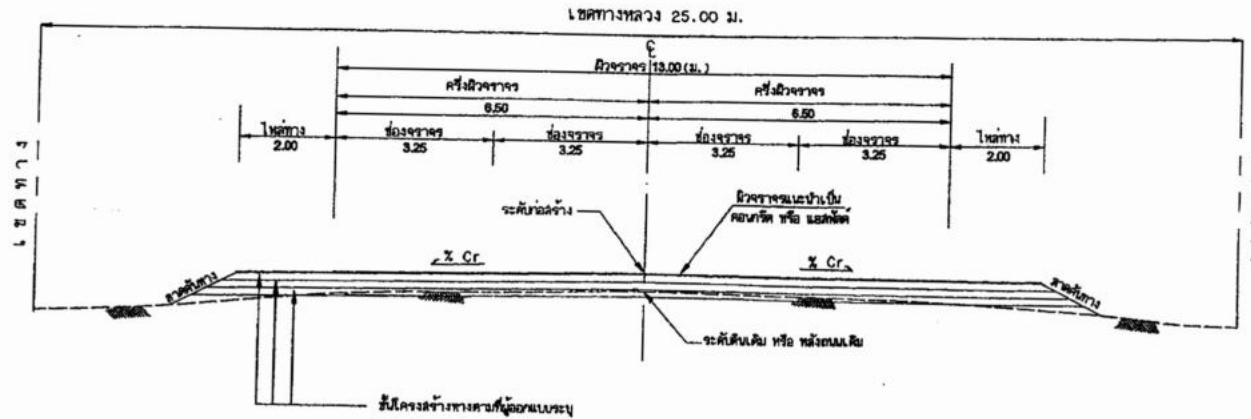 เขตทางหลวง 25.00 ม.
℄
ผิวจราจร 13.00 (ม.)
ครึ่งผิวจราจร ครึ่งผิวจราจร
6.50 6.50
ไหล่ทาง ช่องจราจร ช่องจราจร ช่องจราจร ช่องจราจร ไหล่ทาง
2.00 3.25 3.25 3.25 3.25 2.00
เขตทาง
ระดับก่อสร้าง
ผิวจราจรแนะนำเป็น
คอนกรีต หรือ แอสฟัลต์
% Cr % Cr
ลาดคันทาง ลาดคันทาง
ระดับดินเดิม หรือ หลังถนนเดิม
ชั้นโครงสร้างทางตามที่ผู้ออกแบบระบุ